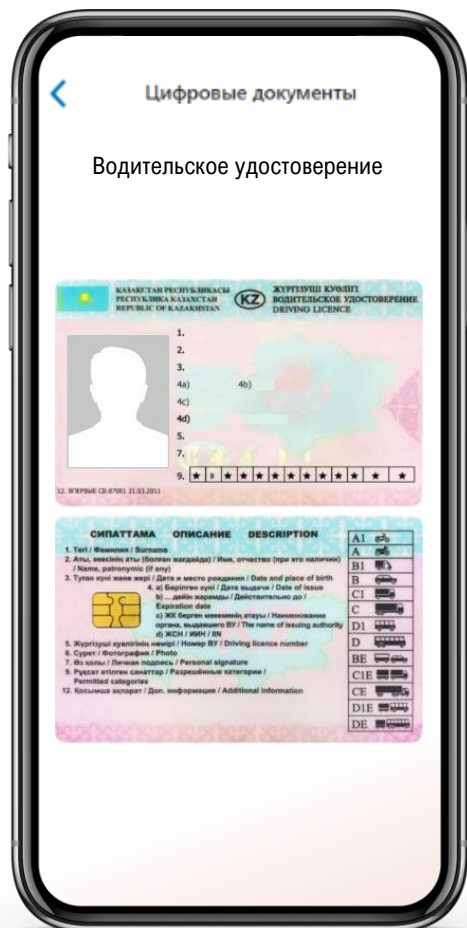 Цифровые документы
Водительское удостоверение
ҚАЗАҚСТАН РЕСПУБЛИКАСЫ
РЕСПУБЛИКА КАЗАХСТАН
REPUBLIC OF KAZAKHSTAN
KZ
ЖҮРГІЗУШІ КУӘЛІГІ
ВОДИТЕЛЬСКОЕ УДОСТОВЕРЕНИЕ
DRIVING LICENCE
1.
2.
3.
4a) 4b)
4c)
4d)
5.
7.
9. ★ B ★ ★ ★ ★ ★ ★ ★ ★ ★ ★ ★
12. ВПЕРВЫЕ CB 87981 21.03.2011
СИПАТТАМА ОПИСАНИЕ DESCRIPTION
1. Тегі / Фамилия / Surname
2. Аты, әкесінің аты (болған жағдайда) / Имя, отчество (при его наличии)
/ Name, patronymic (if any)
3. Туған күні және жері / Дата и место рождения / Date and place of birth
4. a) Берілген күні / Дата выдачи / Date of issue
b) ... дейін жарамды / Действительно до /
Expiration date
c) ЖК берген мекеменің атауы / Наименование
органа, выдавшего ВУ / The name of issuing authority
d) ЖСН / ИИН / IIN
5. Жүргізуші куәлігінің нөмірі / Номер ВУ / Driving licence number
6. Сурет / Фотография / Photo
7. Өз қолы / Личная подпись / Personal signature
9. Рұқсат етілген санаттар / Разрешённые категории /
Permitted categories
12. Қосымша ақпарат / Доп. информация / Additional information
A1
A
B1
B
C1
C
D1
D
BE
C1E
CE
D1E
DE